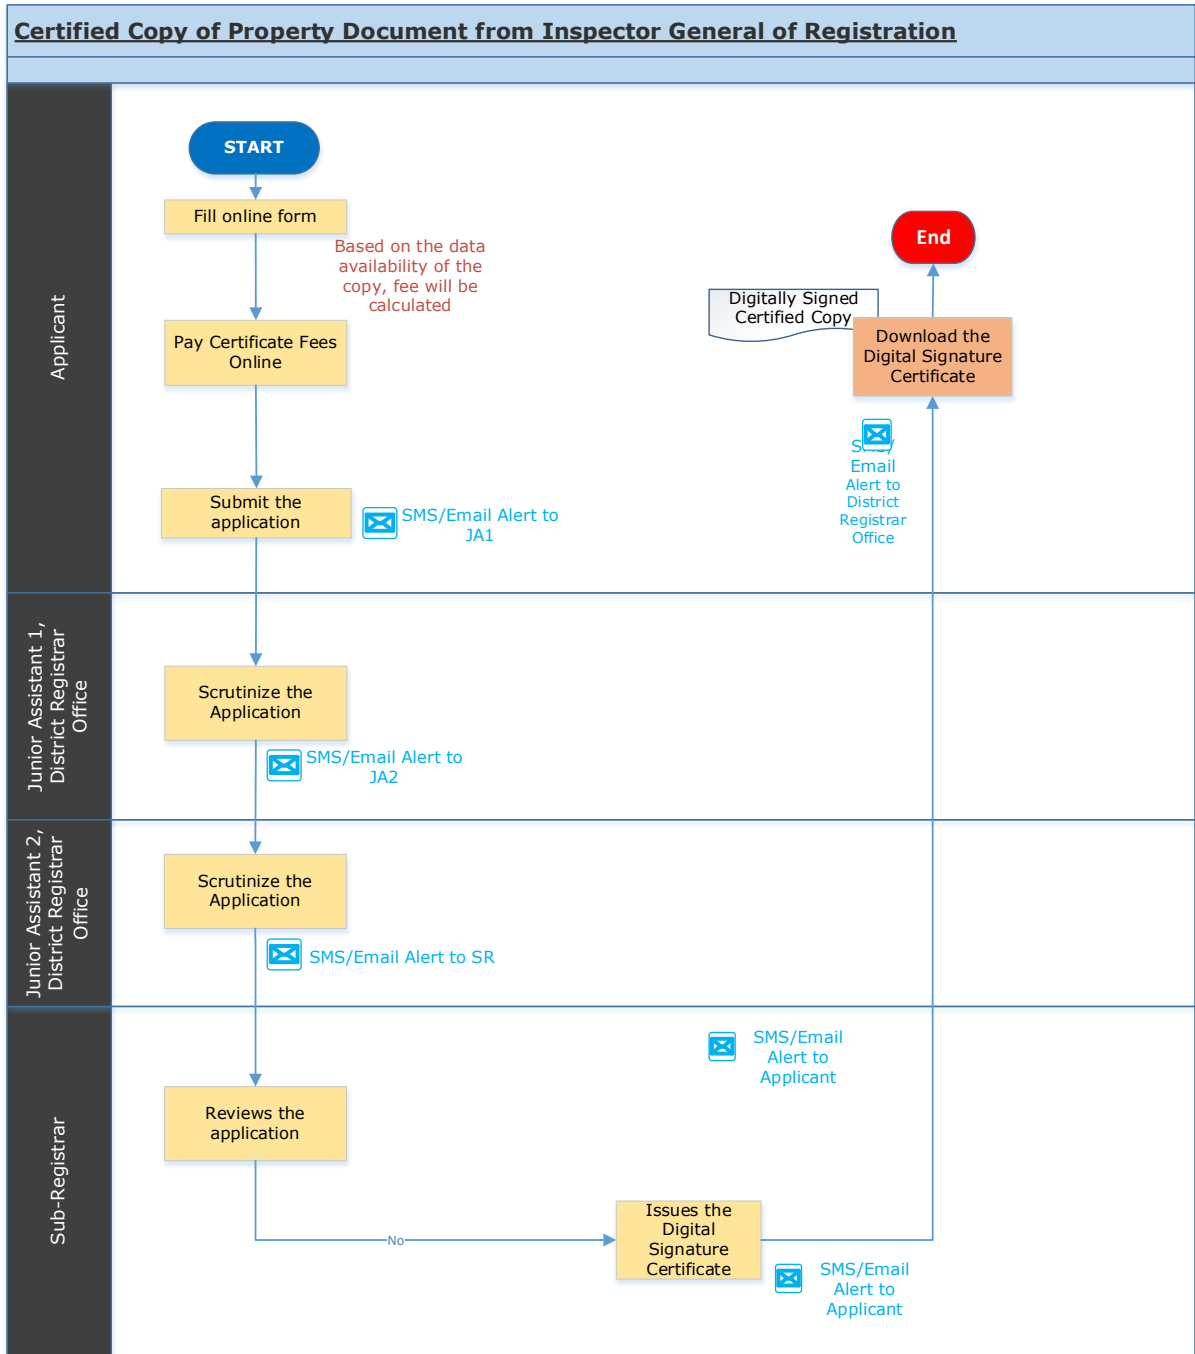 Certified Copy of Property Document from Inspector General of Registration
Applicant
START
Fill online form
Based on the data
availability of the
copy, fee will be
calculated
Pay Certificate Fees
Online
Submit the
application
SMS/Email Alert to
JA1
End
Digitally Signed
Certified Copy
Download the
Digital Signature
Certificate
SMS/
Email
Alert to
District
Registrar
Office
Junior Assistant 1,
District Registrar
Office
Scrutinize the
Application
SMS/Email Alert to
JA2
Junior Assistant 2,
District Registrar
Office
Scrutinize the
Application
SMS/Email Alert to SR
Sub-Registrar
SMS/Email
Alert to
Applicant
Reviews the
application
No
Issues the
Digital
Signature
Certificate
SMS/Email
Alert to
Applicant